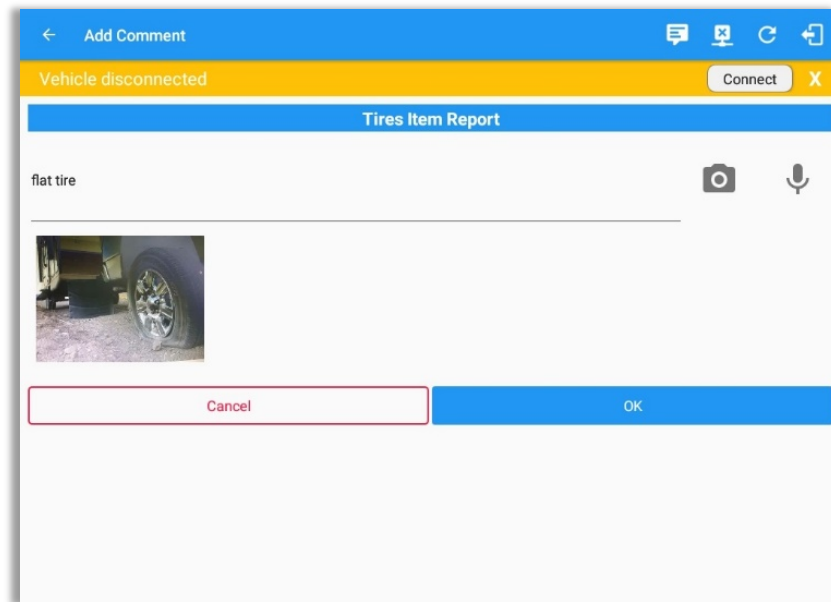 Add Comment
Vehicle disconnected Connect X
Tires Item Report
flat tire
Cancel OK